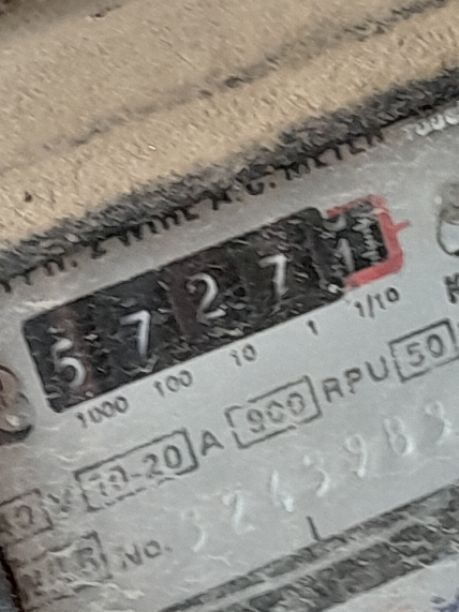 2 WIRE A.C. METER
5 7 2 7 1
1000 100 10 1 1/10
V 10-20 A 900 RPU 50
No. 3243983